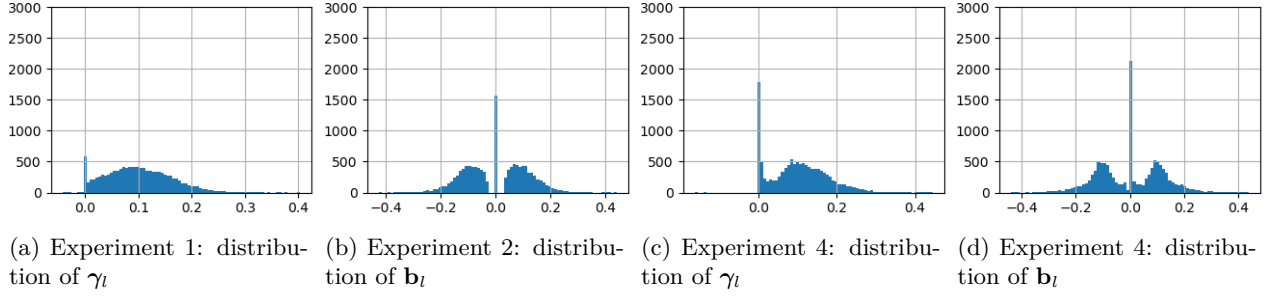 3000
2500
2000
1500
1000
500
0
0.0 0.1 0.2 0.3 0.4
3000
2500
2000
1500
1000
500
0
−0.4 −0.2 0.0 0.2 0.4
3000
2500
2000
1500
1000
500
0
0.0 0.2 0.4
3000
2500
2000
1500
1000
500
0
−0.4 −0.2 0.0 0.2 0.4
(a) Experiment 1: distribu-
tion of γl
(b) Experiment 2: distribu-
tion of bl
(c) Experiment 4: distribu-
tion of γl
(d) Experiment 4: distribu-
tion of bl